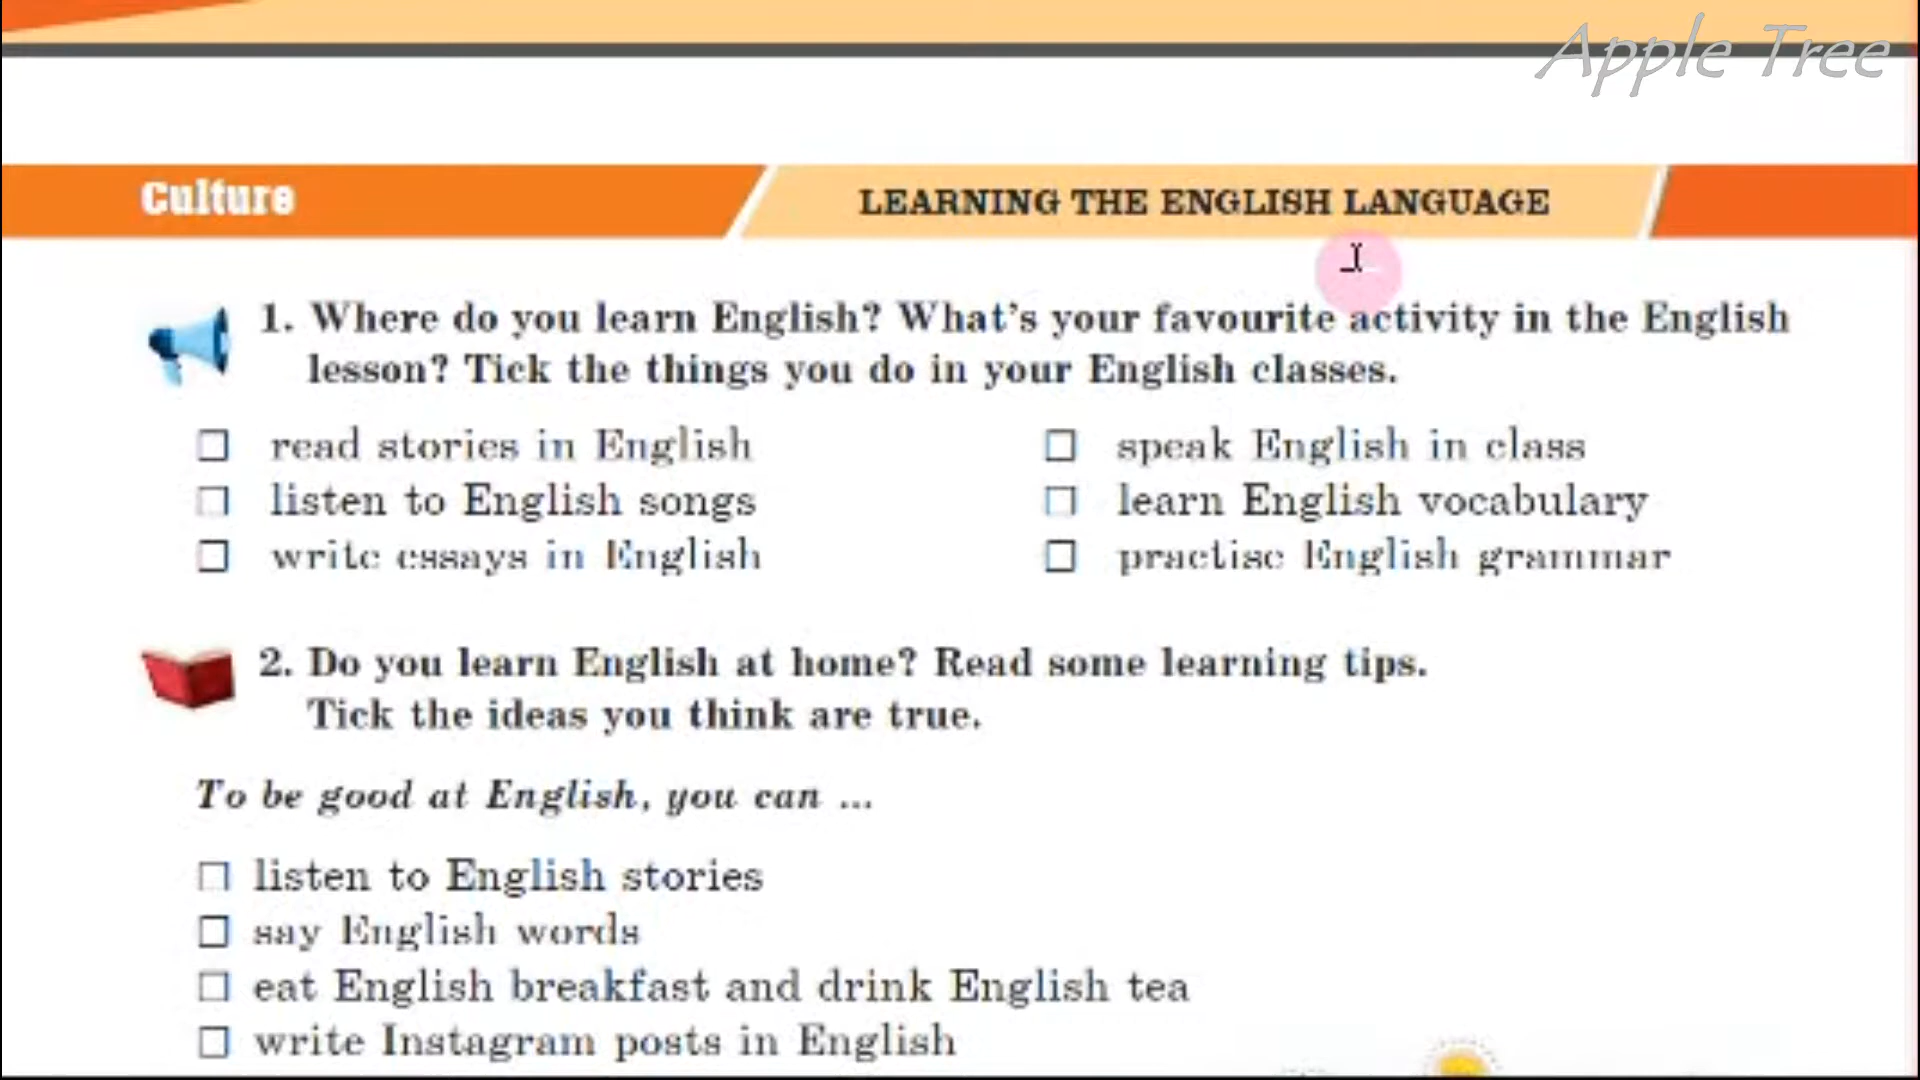 Apple Tree
Culture
LEARNING THE ENGLISH LANGUAGE
1. Where do you learn English? What's your favourite activity in the English
lesson? Tick the things you do in your English classes.
☐ read stories in English
☐ speak English in class
☐ listen to English songs
☐ learn English vocabulary
☐ write essays in English
☐ practise English grammar
2. Do you learn English at home? Read some learning tips.
Tick the ideas you think are true.
To be good at English, you can ...
☐ listen to English stories
☐ say English words
☐ eat English breakfast and drink English tea
☐ write Instagram posts in English